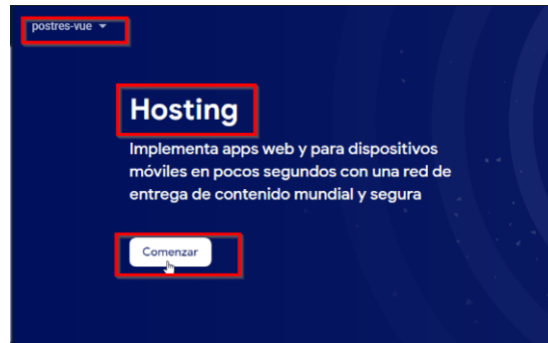 postres-vue
Hosting
Implementa apps web y para dispositivos
móviles en pocos segundos con una red de
entrega de contenido mundial y segura
Comenzar